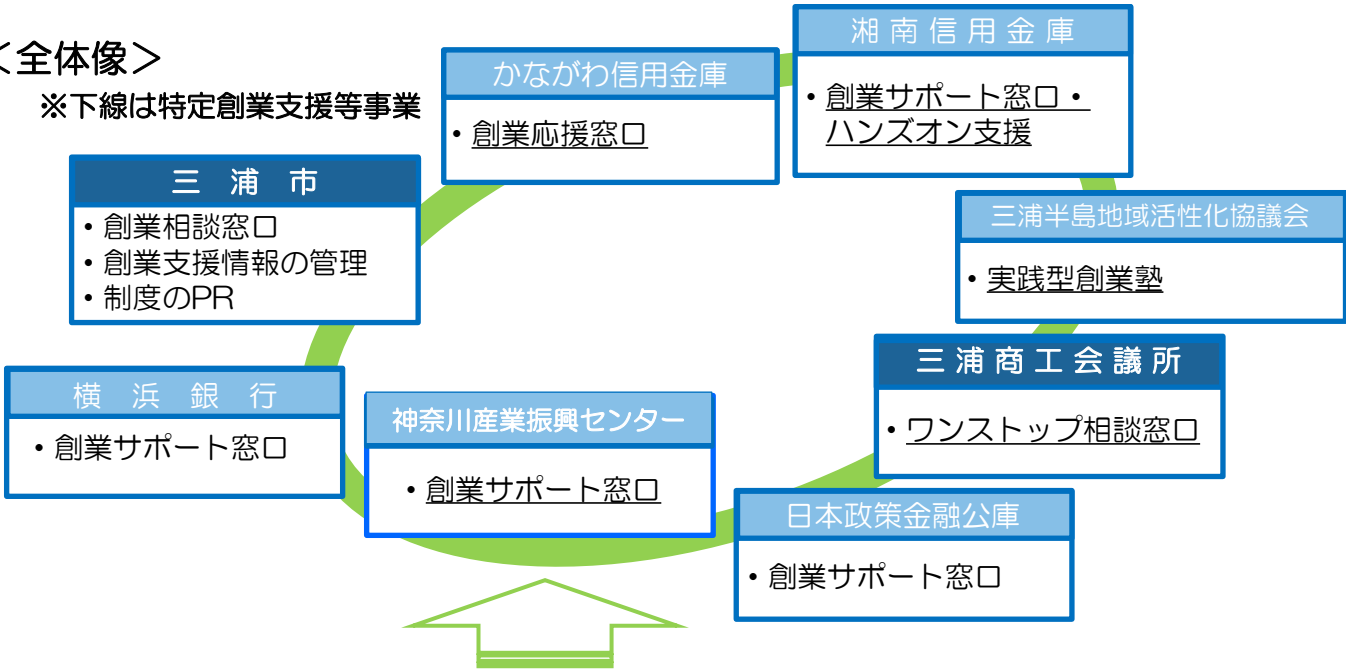 ＜全体像＞
※下線は特定創業支援等事業
湘南信用金庫
・創業サポート窓口・
ハンズオン支援
かながわ信用金庫
・創業応援窓口
三浦市
・創業相談窓口
・創業支援情報の管理
・制度のPR
三浦半島地域活性化協議会
・実践型創業塾
三浦商工会議所
・ワンストップ相談窓口
横浜銀行
・創業サポート窓口
神奈川産業振興センター
・創業サポート窓口
日本政策金融公庫
・創業サポート窓口